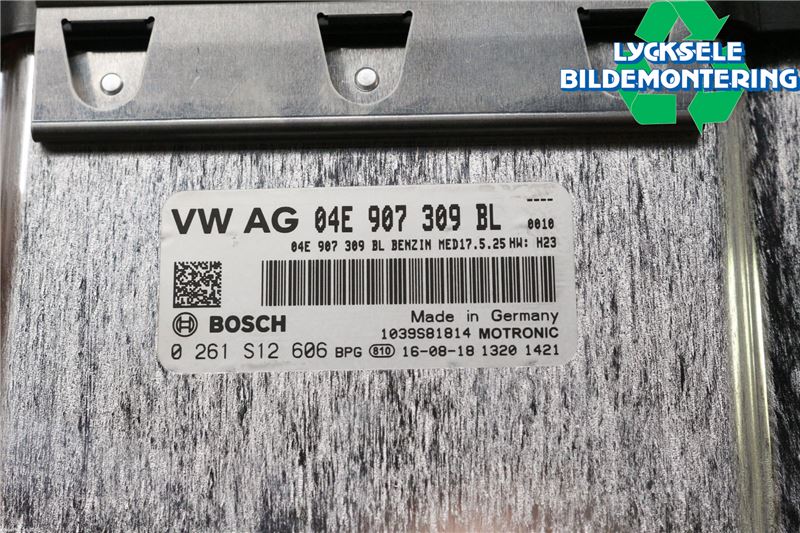 LYCKSELE
BILDEMONTERING
----
VW AG 04E 907 309 BL 0010
04E 907 309 BL BENZIN MED17.5.25 HW: H23
Made in Germany
BOSCH
1039S81814 MOTRONIC
0 261 S12 606 BPG 810 16-08-18 1320 1421